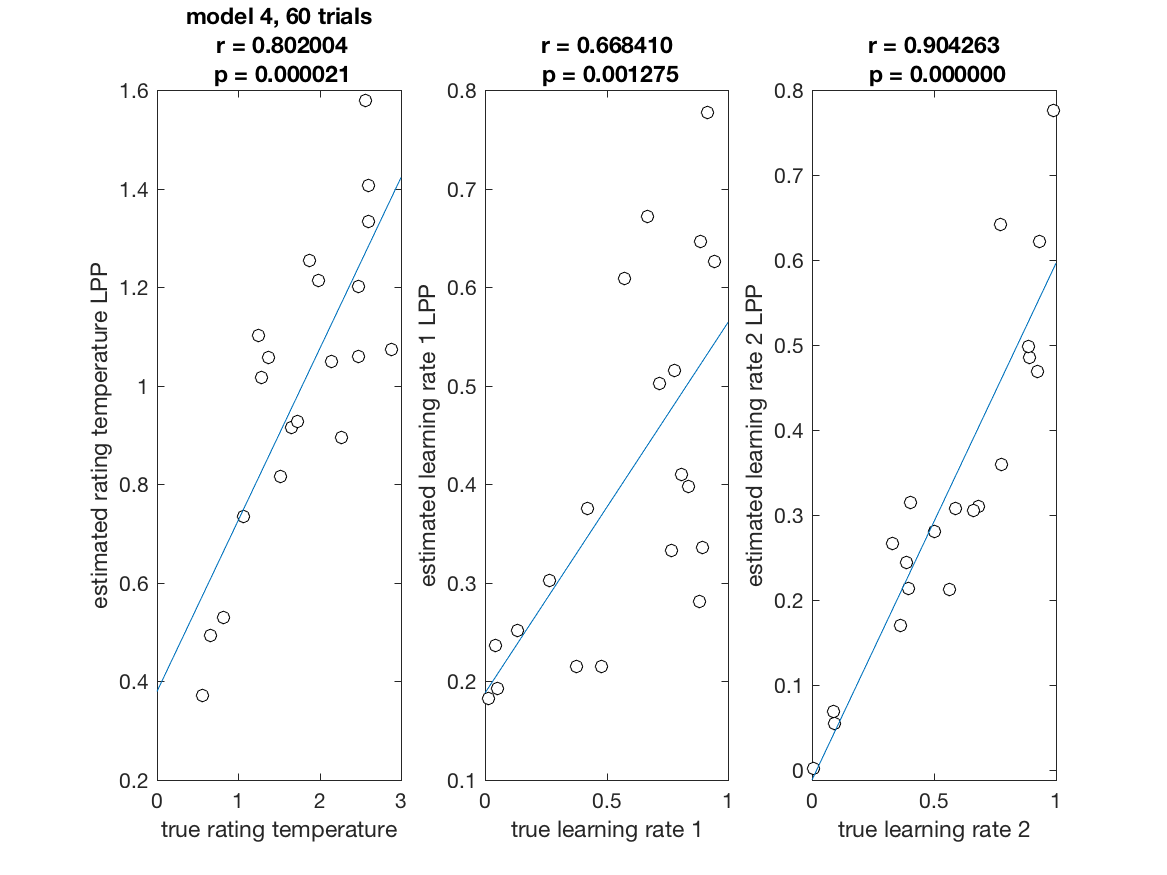 model 4, 60 trials
r = 0.802004
p = 0.000021
r = 0.668410
p = 0.001275
r = 0.904263
p = 0.000000
estimated rating temperature LPP
1.6
1.4
1.2
1
0.8
0.6
0.4
0.2
0 1 2 3
true rating temperature
estimated learning rate 1 LPP
0.8
0.7
0.6
0.5
0.4
0.3
0.2
0.1
0 0.5 1
true learning rate 1
estimated learning rate 2 LPP
0.8
0.7
0.6
0.5
0.4
0.3
0.2
0.1
0
0 0.5 1
true learning rate 2